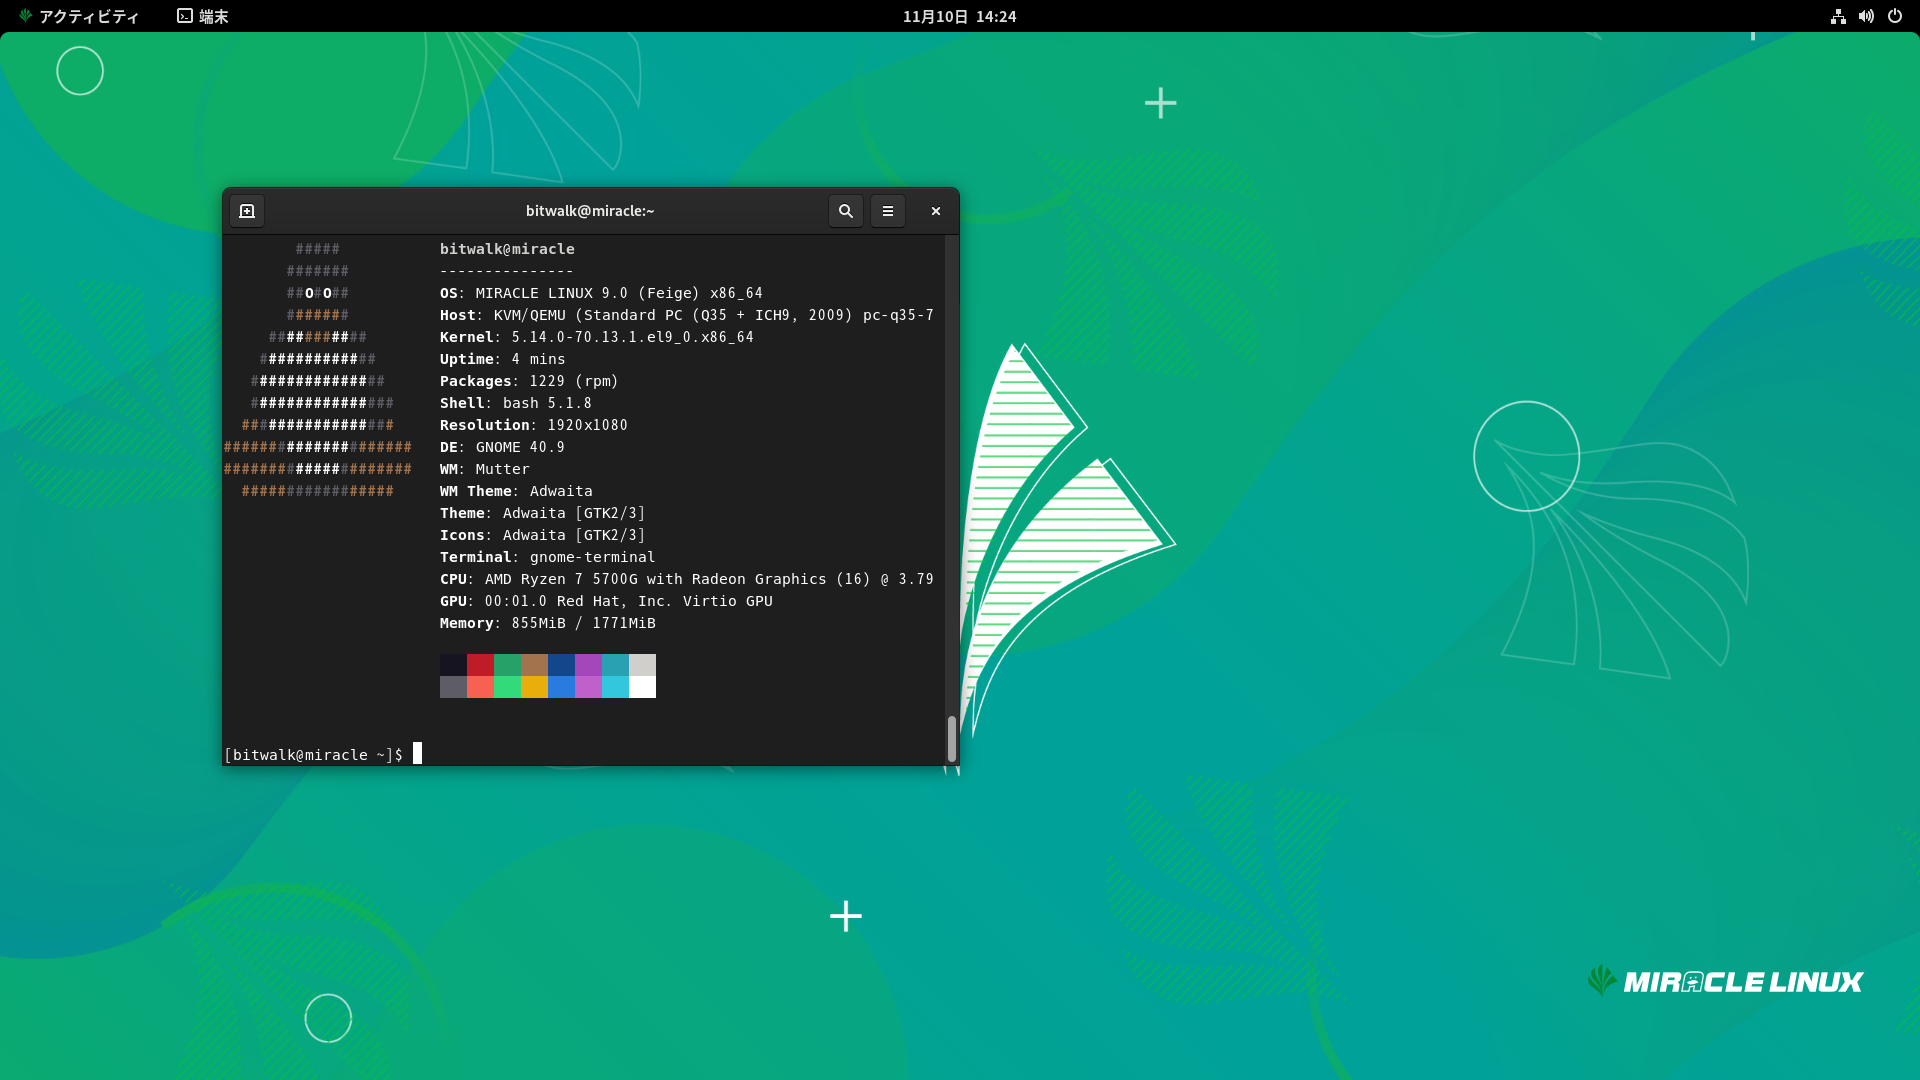 アクティビティ 端末 11月10日 14:24
bitwalk@miracle:~
##### bitwalk@miracle
####### ---------------
##O#O## OS: MIRACLE LINUX 9.0 (Feige) x86_64
####### Host: KVM/QEMU (Standard PC (Q35 + ICH9, 2009) pc-q35-7
########### Kernel: 5.14.0-70.13.1.el9_0.x86_64
############# Uptime: 4 mins
############### Packages: 1229 (rpm)
################ Shell: bash 5.1.8
################# Resolution: 1920x1080
##################### DE: GNOME 40.9
##################### WM: Mutter
################# WM Theme: Adwaita
Theme: Adwaita [GTK2/3]
Icons: Adwaita [GTK2/3]
Terminal: gnome-terminal
CPU: AMD Ryzen 7 5700G with Radeon Graphics (16) @ 3.79
GPU: 00:01.0 Red Hat, Inc. Virtio GPU
Memory: 855MiB / 1771MiB
[bitwalk@miracle ~]$
MIRACLE LINUX